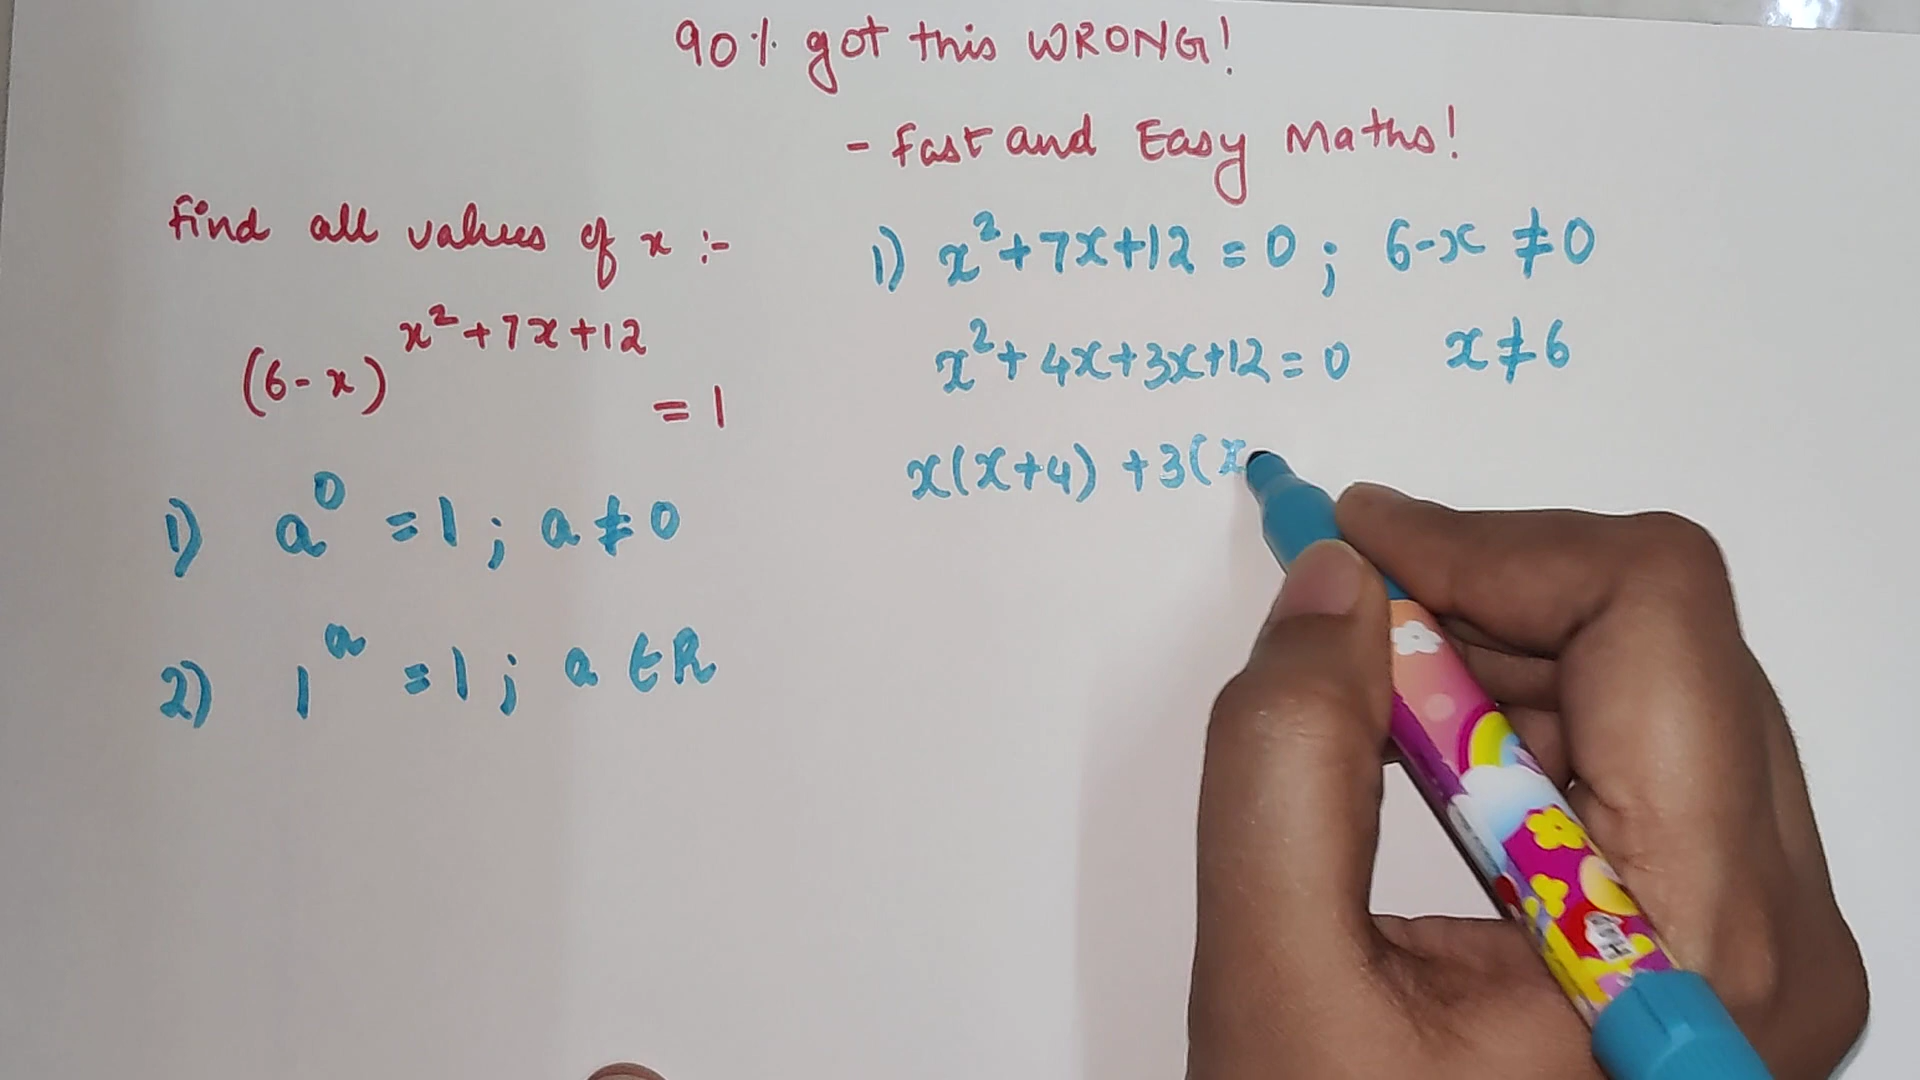 90% got this WRONG!
- Fast and Easy Maths!
Find all values of x :-
(6-x)^x²+7x+12 = 1
1) a⁰ = 1 ; a ≠ 0
2) 1ᵃ = 1 ; a ∈ R
1) x²+7x+12 = 0 ; 6-x ≠ 0
x²+4x+3x+12 = 0 x ≠ 6
x(x+4) +3(x